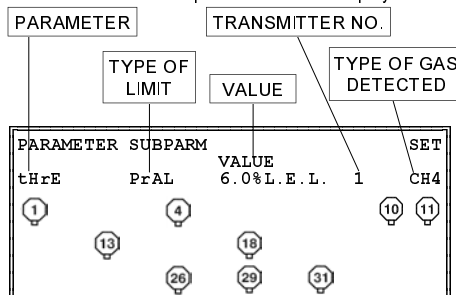 PARAMETER TRANSMITTER NO.
TYPE OF LIMIT
VALUE
TYPE OF GAS DETECTED
PARAMETER SUBPARM VALUE SET
tHrE PrAL 6.0%L.E.L. 1 CH4
1 4 10 11
13 18
26 29 31